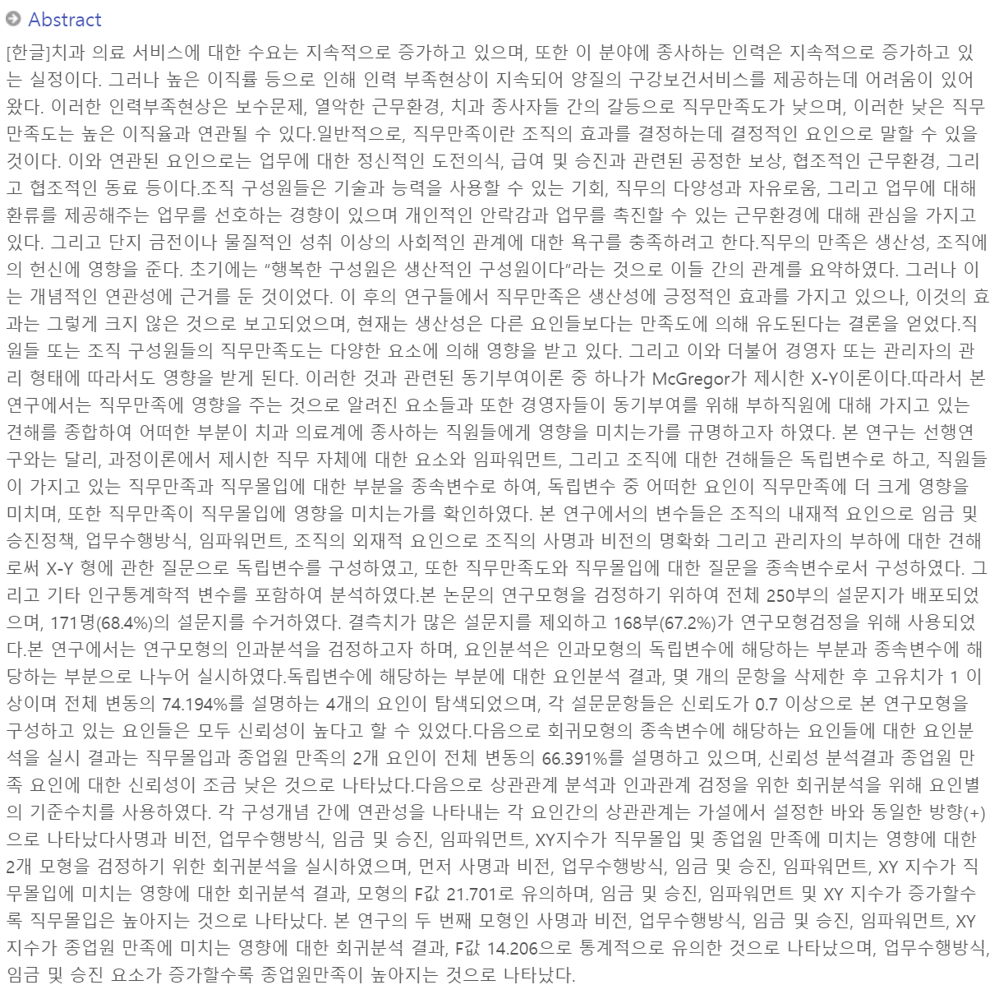 Abstract
[한글]치과 의료 서비스에 대한 수요는 지속적으로 증가하고 있으며, 또한 이 분야에 종사하는 인력은 지속적으로 증가하고 있
는 실정이다. 그러나 높은 이직률 등으로 인해 인력 부족현상이 지속되어 양질의 구강보건서비스를 제공하는데 어려움이 있어
왔다. 이러한 인력부족현상은 보수문제, 열악한 근무환경, 치과 종사자들 간의 갈등으로 직무만족도가 낮으며, 이러한 낮은 직무
만족도는 높은 이직율과 연관될 수 있다.일반적으로, 직무만족이란 조직의 효과를 결정하는데 결정적인 요인으로 말할 수 있을
것이다. 이와 연관된 요인으로는 업무에 대한 정신적인 도전의식, 급여 및 승진과 관련된 공정한 보상, 협조적인 근무환경, 그리
고 협조적인 동료 등이다.조직 구성원들은 기술과 능력을 사용할 수 있는 기회, 직무의 다양성과 자유로움, 그리고 업무에 대해
환류를 제공해주는 업무를 선호하는 경향이 있으며 개인적인 안락감과 업무를 촉진할 수 있는 근무환경에 대해 관심을 가지고
있다. 그리고 단지 금전이나 물질적인 성취 이상의 사회적인 관계에 대한 욕구를 충족하려고 한다.직무의 만족은 생산성, 조직에
의 헌신에 영향을 준다. 초기에는 “행복한 구성원은 생산적인 구성원이다”라는 것으로 이들 간의 관계를 요약하였다. 그러나 이
는 개념적인 연관성에 근거를 둔 것이었다. 이 후의 연구들에서 직무만족은 생산성에 긍정적인 효과를 가지고 있으나, 이것의 효
과는 그렇게 크지 않은 것으로 보고되었으며, 현재는 생산성은 다른 요인들보다는 만족도에 의해 유도된다는 결론을 얻었다.직
원들 또는 조직 구성원들의 직무만족도는 다양한 요소에 의해 영향을 받고 있다. 그리고 이와 더불어 경영자 또는 관리자의 관
리 형태에 따라서도 영향을 받게 된다. 이러한 것과 관련된 동기부여이론 중 하나가 McGregor가 제시한 X-Y이론이다.따라서 본
연구에서는 직무만족에 영향을 주는 것으로 알려진 요소들과 또한 경영자들이 동기부여를 위해 부하직원에 대해 가지고 있는
견해를 종합하여 어떠한 부분이 치과 의료계에 종사하는 직원들에게 영향을 미치는가를 규명하고자 하였다. 본 연구는 선행연
구와는 달리, 과정이론에서 제시한 직무 자체에 대한 요소와 임파워먼트, 그리고 조직에 대한 견해들은 독립변수로 하고, 직원들
이 가지고 있는 직무만족과 직무몰입에 대한 부분을 종속변수로 하여, 독립변수 중 어떠한 요인이 직무만족에 더 크게 영향을
미치며, 또한 직무만족이 직무몰입에 영향을 미치는가를 확인하였다. 본 연구에서의 변수들은 조직의 내재적 요인으로 임금 및
승진정책, 업무수행방식, 임파워먼트, 조직의 외재적 요인으로 조직의 사명과 비전의 명확화 그리고 관리자의 부하에 대한 견해
로써 X-Y 형에 관한 질문으로 독립변수를 구성하였고, 또한 직무만족도와 직무몰입에 대한 질문을 종속변수로서 구성하였다. 그
리고 기타 인구통계학적 변수를 포함하여 분석하였다.본 논문의 연구모형을 검정하기 위하여 전체 250부의 설문지가 배포되었
으며, 171명(68.4%)의 설문지를 수거하였다. 결측치가 많은 설문지를 제외하고 168부(67.2%)가 연구모형검정을 위해 사용되었
다.본 연구에서는 연구모형의 인과분석을 검정하고자 하며, 요인분석은 인과모형의 독립변수에 해당하는 부분과 종속변수에 해
당하는 부분으로 나누어 실시하였다.독립변수에 해당하는 부분에 대한 요인분석 결과, 몇 개의 문항을 삭제한 후 고유치가 1 이
상이며 전체 변동의 74.194%를 설명하는 4개의 요인이 탐색되었으며, 각 설문문항들은 신뢰도가 0.7 이상으로 본 연구모형을
구성하고 있는 요인들은 모두 신뢰성이 높다고 할 수 있었다.다음으로 회귀모형의 종속변수에 해당하는 요인들에 대한 요인분
석을 실시 결과는 직무몰입과 종업원 만족의 2개 요인이 전체 변동의 66.391%를 설명하고 있으며, 신뢰성 분석결과 종업원 만
족 요인에 대한 신뢰성이 조금 낮은 것으로 나타났다.다음으로 상관관계 분석과 인과관계 검정을 위한 회귀분석을 위해 요인별
의 기준수치를 사용하였다. 각 구성개념 간에 연관성을 나타내는 각 요인간의 상관관계는 가설에서 설정한 바와 동일한 방향(+)
으로 나타났다사명과 비전, 업무수행방식, 임금 및 승진, 임파워먼트, XY지수가 직무몰입 및 종업원 만족에 미치는 영향에 대한
2개 모형을 검정하기 위한 회귀분석을 실시하였으며, 먼저 사명과 비전, 업무수행방식, 임금 및 승진, 임파워먼트, XY 지수가 직
무몰입에 미치는 영향에 대한 회귀분석 결과, 모형의 F값 21.701로 유의하며, 임금 및 승진, 임파워먼트 및 XY 지수가 증가할수
록 직무몰입은 높아지는 것으로 나타났다. 본 연구의 두 번째 모형인 사명과 비전, 업무수행방식, 임금 및 승진, 임파워먼트, XY
지수가 종업원 만족에 미치는 영향에 대한 회귀분석 결과, F값 14.206으로 통계적으로 유의한 것으로 나타났으며, 업무수행방식,
임금 및 승진 요소가 증가할수록 종업원만족이 높아지는 것으로 나타났다.